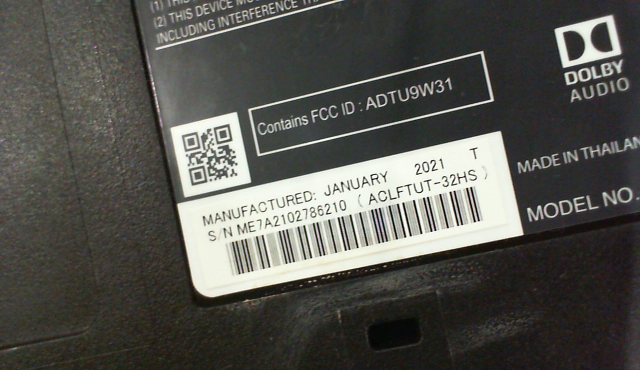 (2) THIS DEVICE
INCLUDING INTERFERENCE
Contains FCC ID : ADTU9W31
DOLBY
AUDIO
MANUFACTURED: JANUARY 2021 T
S/N ME7A2102786210 ( ACLFTUT-32HS )
MADE IN
MODEL NO.